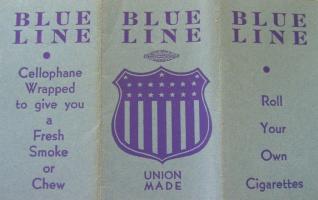 BLUE
LINE
Cellophane
Wrapped
to give you
a
Fresh
Smoke
or
Chew
BLUE
LINE
UNION
MADE
BLUE
LINE
Roll
Your
Own
Cigarettes